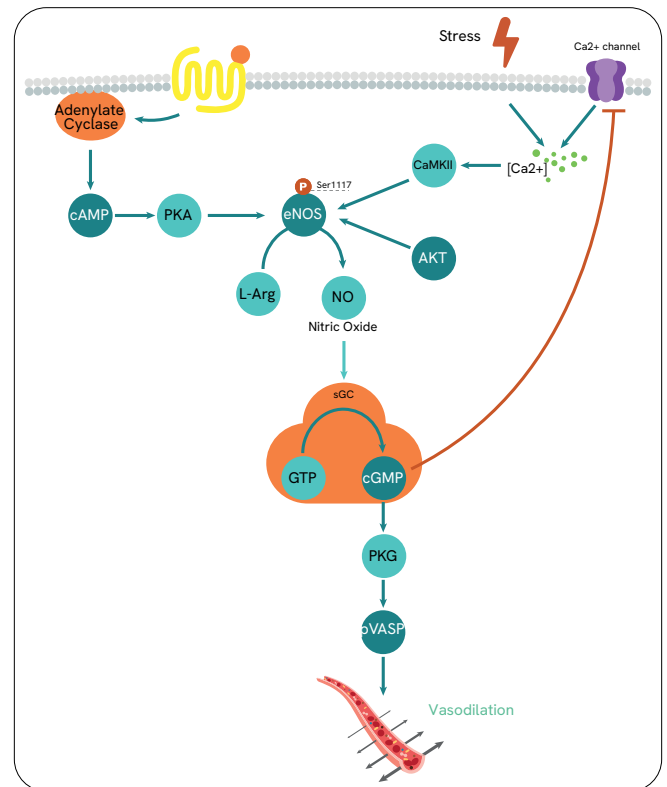 Stress
Ca2+ channel
Adenylate
Cyclase
CaMKII
[Ca2+]
P
Ser1117
cAMP
PKA
eNOS
AKT
L-Arg
NO
Nitric Oxide
sGC
GTP
cGMP
PKG
pVASP
Vasodilation